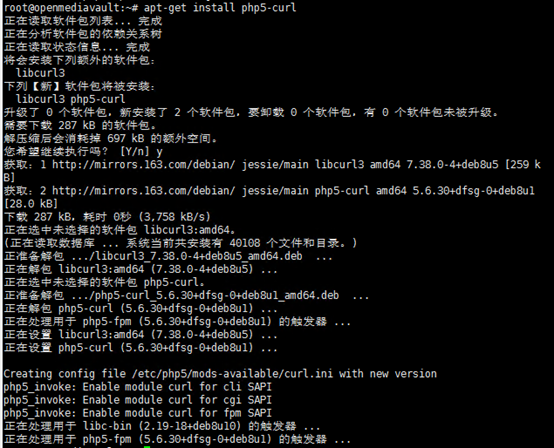 root@openmediavault:~# apt-get install php5-curl
正在读取软件包列表... 完成
正在分析软件包的依赖关系树
正在读取状态信息... 完成
将会安装下列额外的软件包：
  libcurl3
下列【新】软件包将被安装：
  libcurl3 php5-curl
升级了 0 个软件包，新安装了 2 个软件包，要卸载 0 个软件包，有 0 个软件包未被升级。
需要下载 287 kB 的软件包。
解压缩后会消耗掉 697 kB 的额外空间。
您希望继续执行吗？ [Y/n] y
获取：1 http://mirrors.163.com/debian/ jessie/main libcurl3 amd64 7.38.0-4+deb8u5 [259 k
B]
获取：2 http://mirrors.163.com/debian/ jessie/main php5-curl amd64 5.6.30+dfsg-0+deb8u1
[28.0 kB]
下载 287 kB，耗时 0秒 (3,758 kB/s)
正在选中未选择的软件包 libcurl3:amd64。
(正在读取数据库 ... 系统当前共安装有 40108 个文件和目录。)
正准备解包 .../libcurl3_7.38.0-4+deb8u5_amd64.deb  ...
正在解包 libcurl3:amd64 (7.38.0-4+deb8u5) ...
正在选中未选择的软件包 php5-curl。
正准备解包 .../php5-curl_5.6.30+dfsg-0+deb8u1_amd64.deb  ...
正在解包 php5-curl (5.6.30+dfsg-0+deb8u1) ...
正在处理用于 php5-fpm (5.6.30+dfsg-0+deb8u1) 的触发器 ...
正在设置 libcurl3:amd64 (7.38.0-4+deb8u5) ...
正在设置 php5-curl (5.6.30+dfsg-0+deb8u1) ...

Creating config file /etc/php5/mods-available/curl.ini with new version
php5_invoke: Enable module curl for cli SAPI
php5_invoke: Enable module curl for cgi SAPI
php5_invoke: Enable module curl for fpm SAPI
正在处理用于 libc-bin (2.19-18+deb8u10) 的触发器 ...
正在处理用于 php5-fpm (5.6.30+dfsg-0+deb8u1) 的触发器 ...